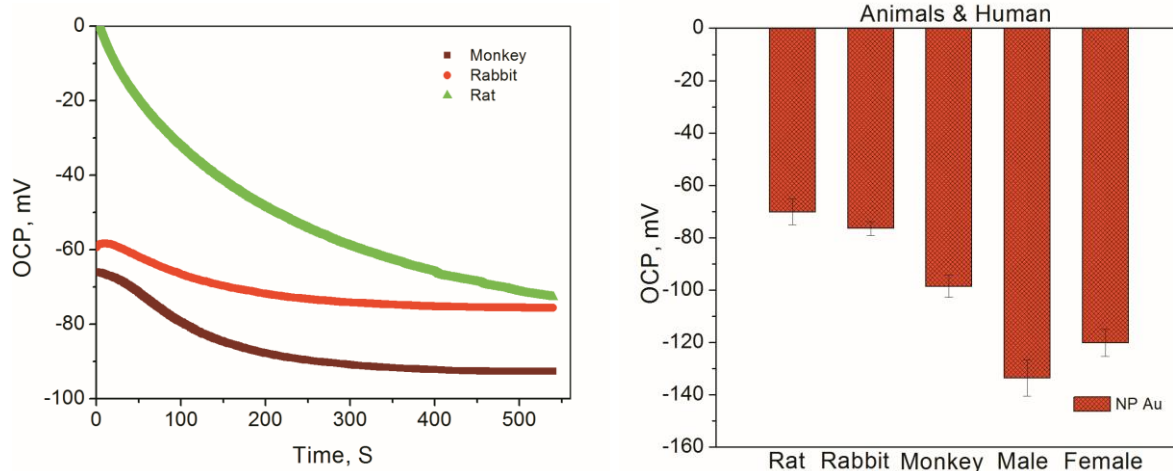 0
-20
-40
-60
-80
-100
OCP, mV
Monkey
Rabbit
Rat
0 100 200 300 400 500
Time, S
Animals & Human
0
-20
-40
-60
-80
-100
-120
-140
-160
OCP, mV
NP Au
Rat Rabbit Monkey Male Female